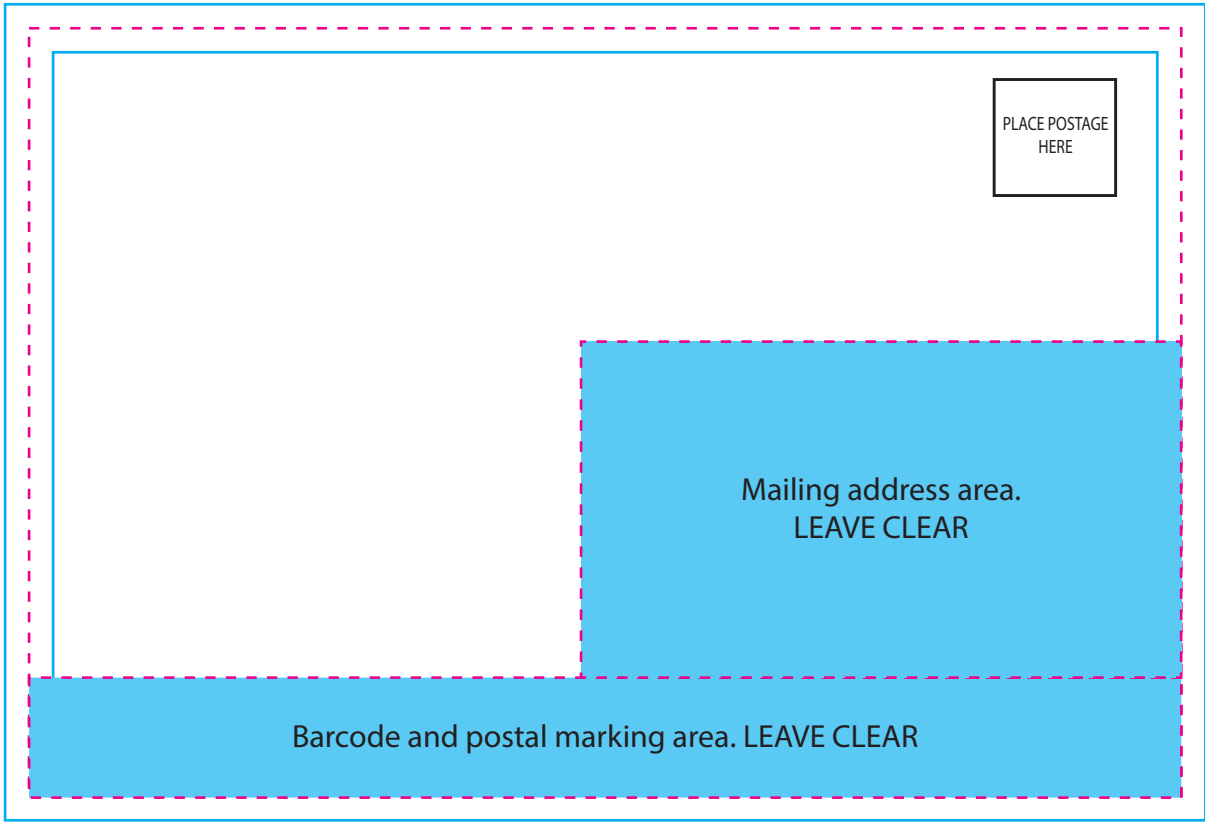 PLACE POSTAGE
HERE
Mailing address area.
LEAVE CLEAR
Barcode and postal marking area. LEAVE CLEAR